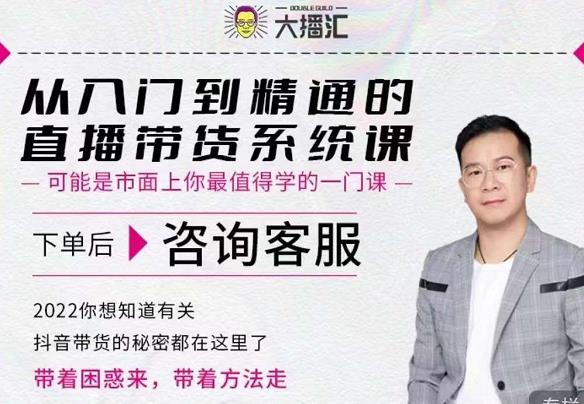 DOUBLE GUILD
大播汇
从入门到精通的
直播带货系统课
— 可能是市面上你最值得学的一门课 —
下单后 咨询客服
2022你想知道有关
抖音带货的秘密都在这里了
带着困惑来，带着方法走